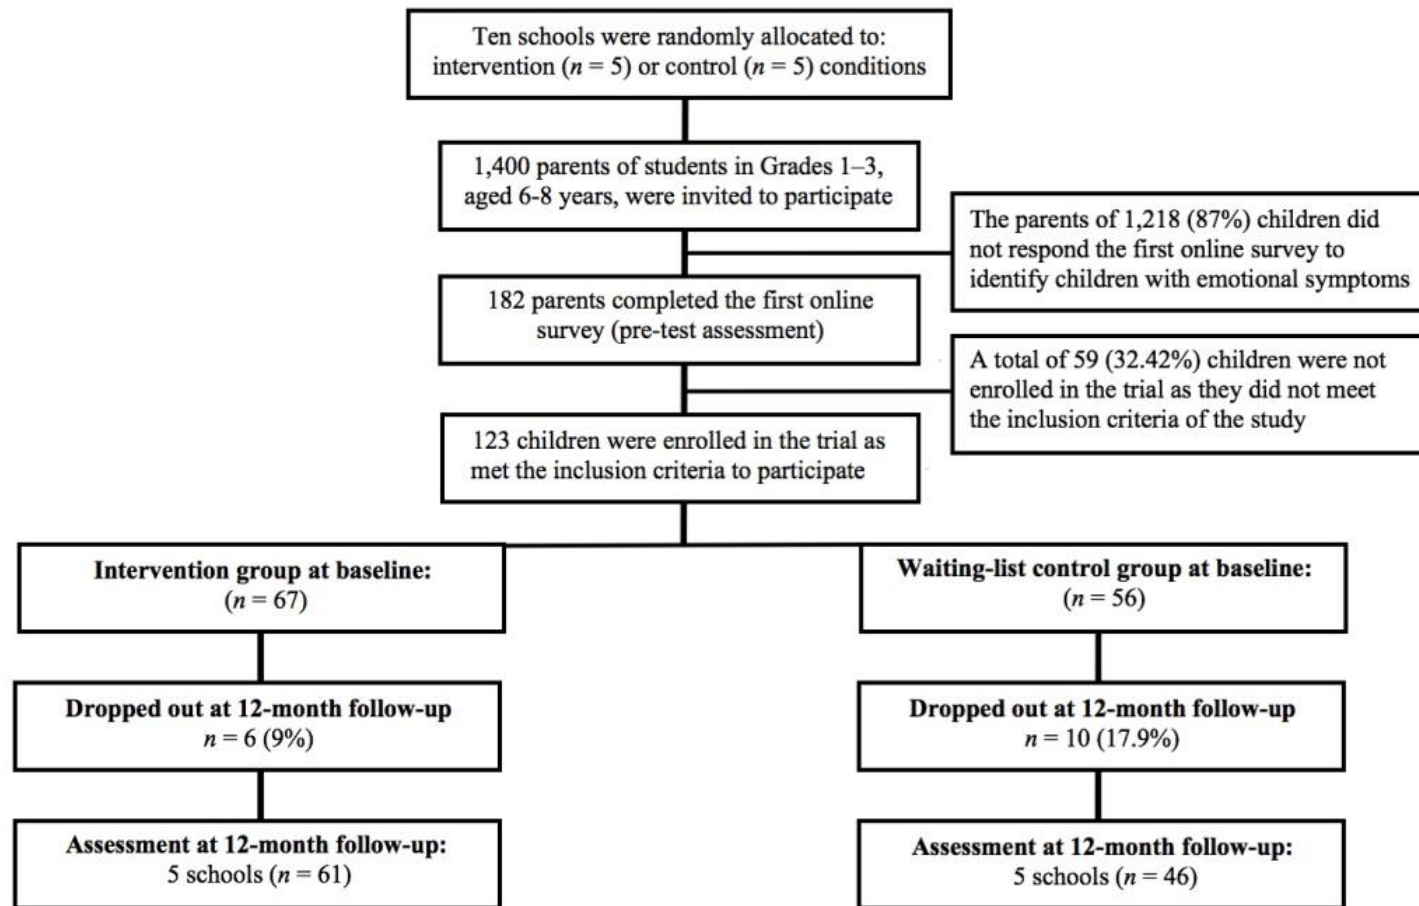 Ten schools were randomly allocated to:
intervention (n = 5) or control (n = 5) conditions
1,400 parents of students in Grades 1–3,
aged 6-8 years, were invited to participate
The parents of 1,218 (87%) children did
not respond the first online survey to
identify children with emotional symptoms
182 parents completed the first online
survey (pre-test assessment)
A total of 59 (32.42%) children were not
enrolled in the trial as they did not meet
the inclusion criteria of the study
123 children were enrolled in the trial as
met the inclusion criteria to participate
Intervention group at baseline:
(n = 67)
Waiting-list control group at baseline:
(n = 56)
Dropped out at 12-month follow-up
n = 6 (9%)
Dropped out at 12-month follow-up
n = 10 (17.9%)
Assessment at 12-month follow-up:
5 schools (n = 61)
Assessment at 12-month follow-up:
5 schools (n = 46)